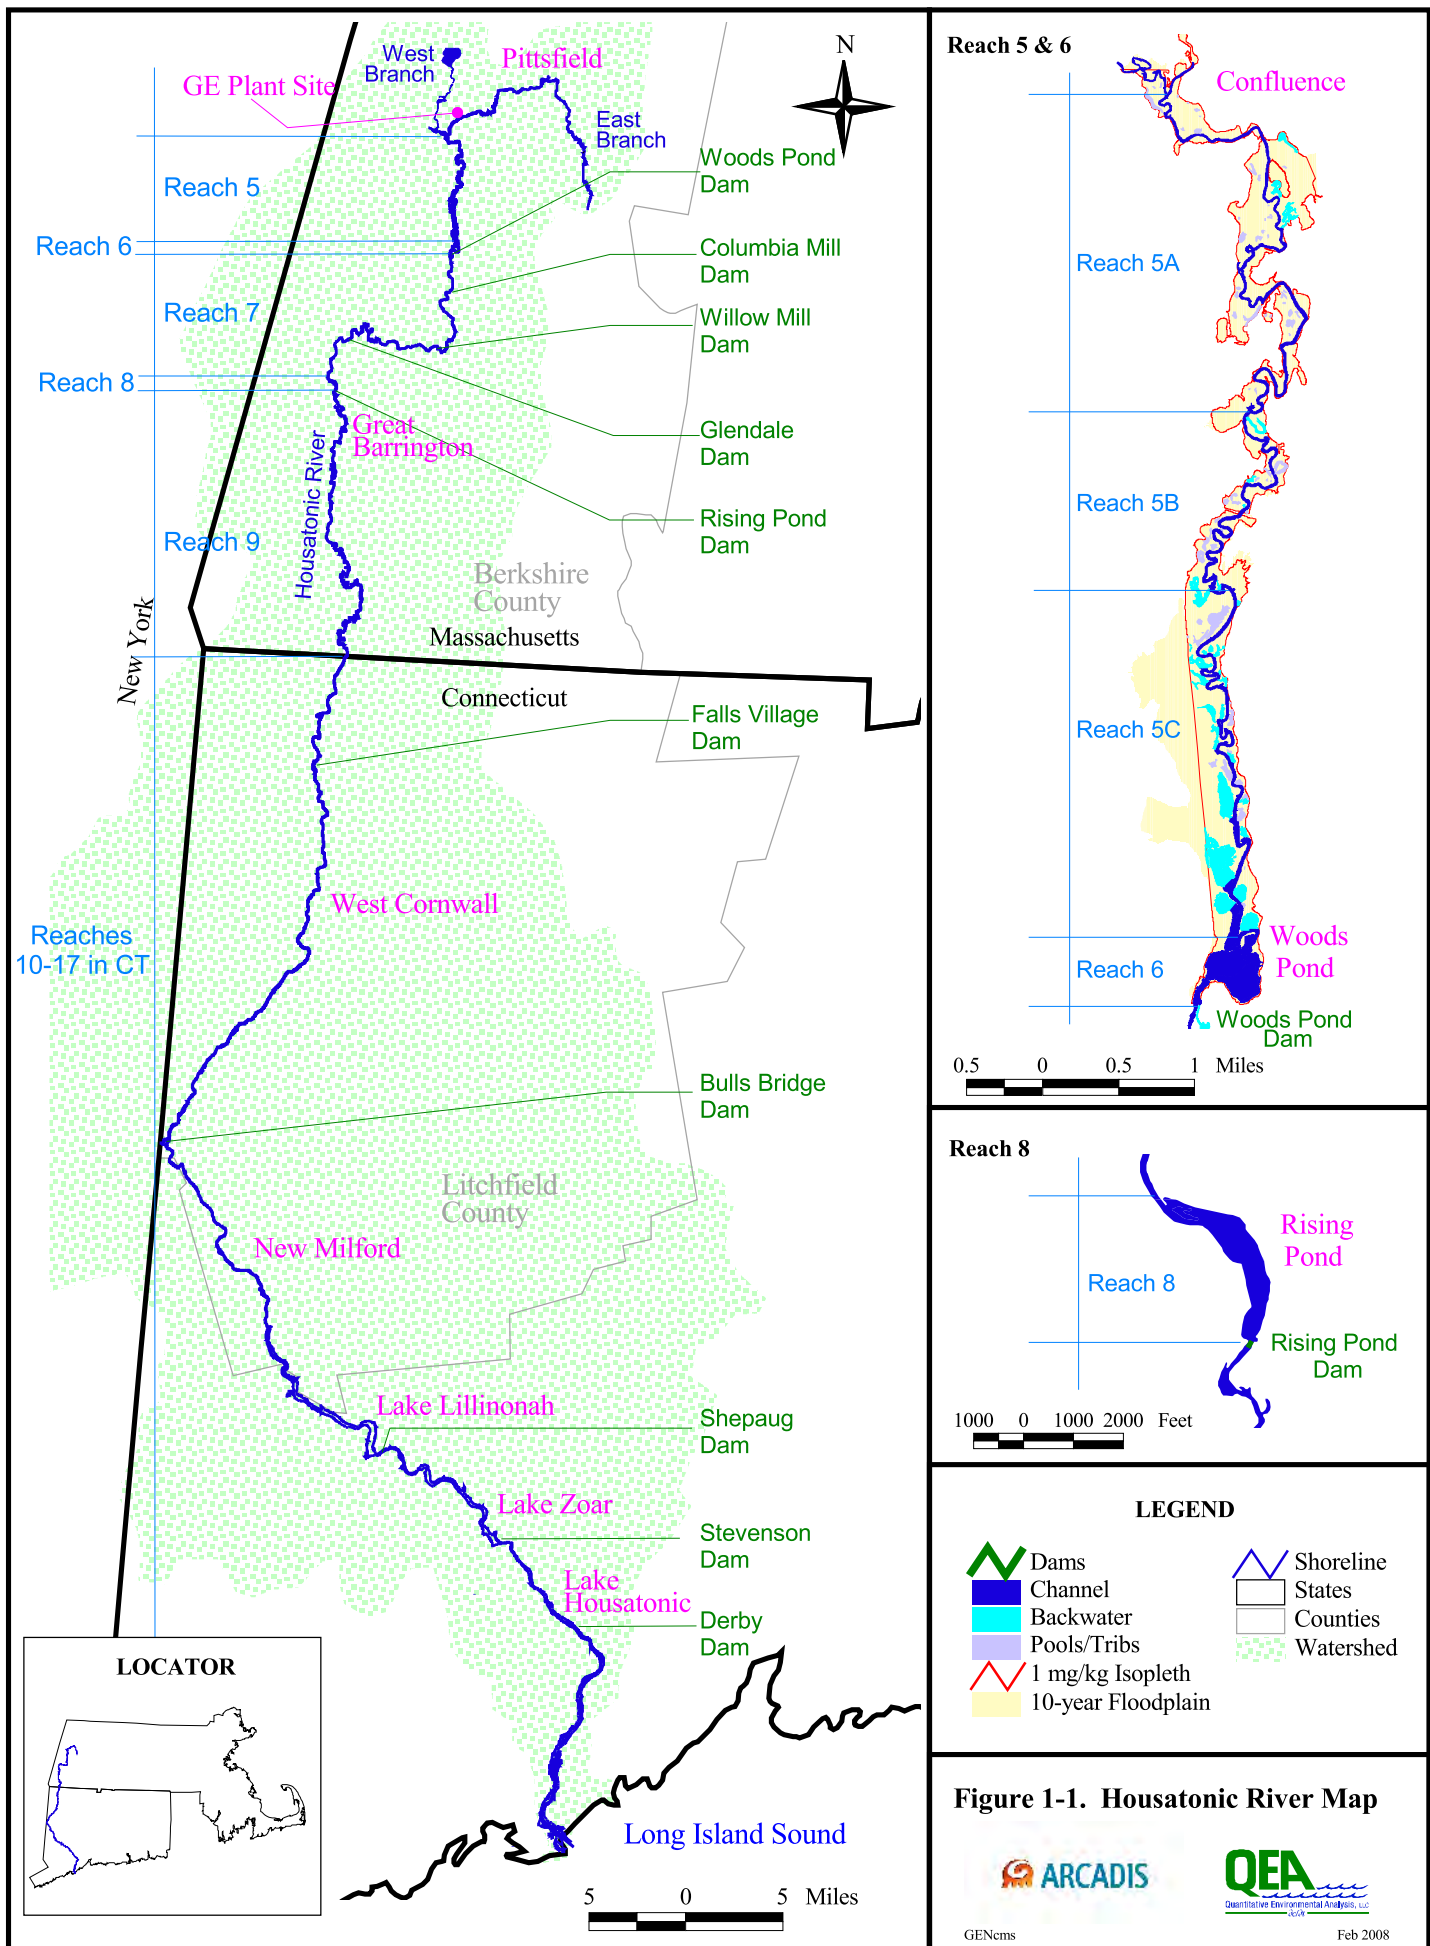 West
Branch
Pittsfield
GE Plant Site
East
Branch
N
Woods Pond
Dam
Reach 5
Reach 6
Columbia Mill
Dam
Reach 7
Willow Mill
Dam
Reach 8
Great
Barrington
Glendale
Dam
Housatonic River
Rising Pond
Dam
Reach 9
Berkshire
County
New York
Massachusetts
Connecticut
Falls Village
Dam
West Cornwall
Reaches
10-17 in CT
Bulls Bridge
Dam
Litchfield
County
New Milford
Lake Lillinonah
Shepaug
Dam
Lake Zoar
Stevenson
Dam
Lake
Housatonic
Derby
Dam
Long Island Sound
5 0 5 Miles
LOCATOR
Reach 5 & 6
Confluence
Reach 5A
Reach 5B
Reach 5C
Woods
Pond
Reach 6
Woods Pond
Dam
0.5 0 0.5 1 Miles
Reach 8
Rising
Pond
Reach 8
Rising Pond
Dam
1000 0 1000 2000 Feet
LEGEND
Dams
Channel
Backwater
Pools/Tribs
1 mg/kg Isopleth
10-year Floodplain
Shoreline
States
Counties
Watershed
Figure 1-1. Housatonic River Map
ARCADIS
QEA
Quantitative Environmental Analysis, LLC
GENcms
Feb 2008